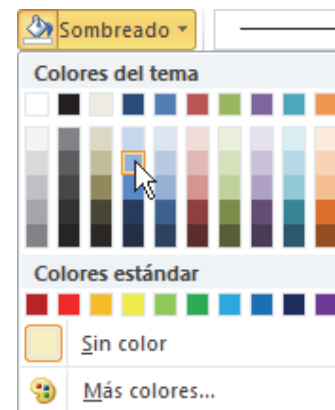 Sombreado
Colores del tema
Colores estándar
Sin color
Más colores...